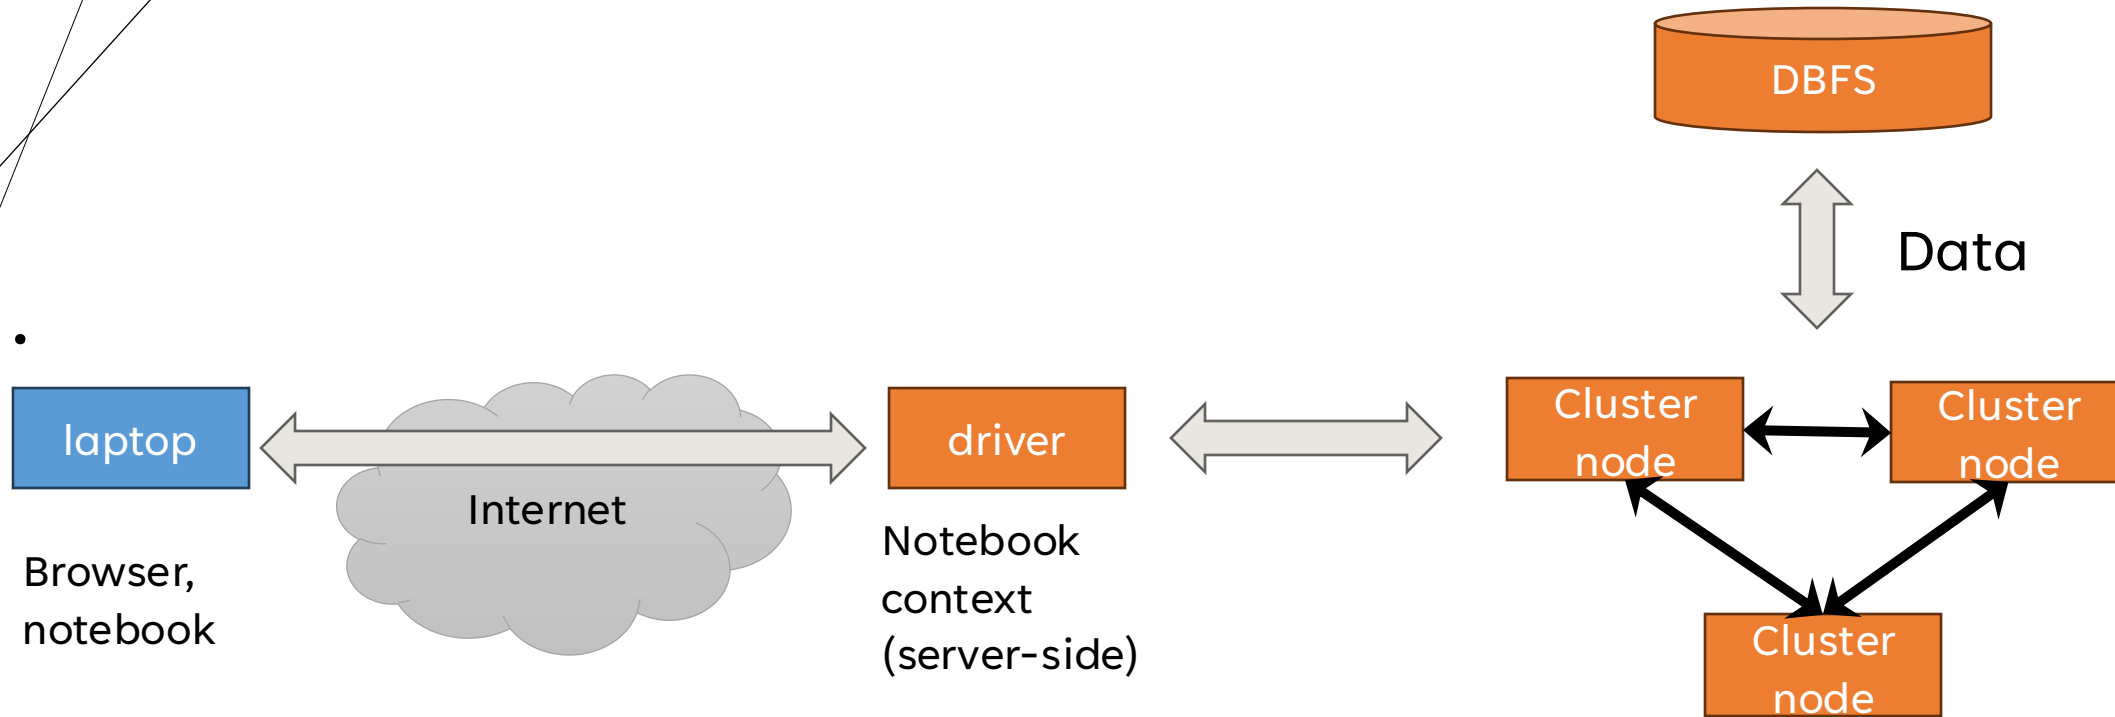 DBFS
Data
.
laptop
Internet
driver
Cluster
node
Cluster
node
Browser,
notebook
Notebook
context
(server-side)
Cluster
node